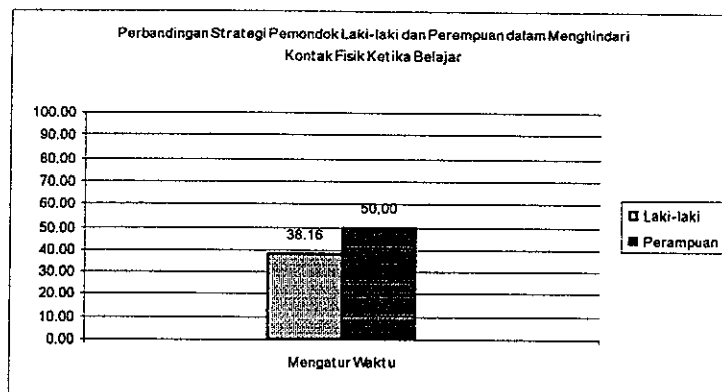 Perbandingan Strategi Pemondok Laki-laki dan Perempuan dalam Menghindari
Kontak Fisik Ketika Belajar
100.00
90.00
80.00
70.00
60.00
50.00
40.00
30.00
20.00
10.00
0.00
38.16
50,00
Mengatur Waktu
Laki-laki
Perampuan